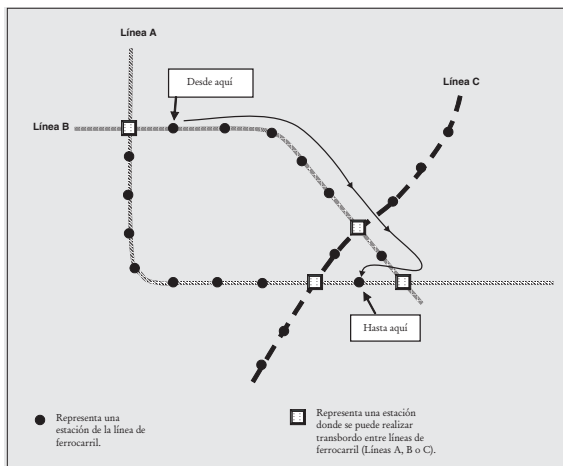 Línea A
Desde aquí
Línea C
Línea B
Hasta aquí
Representa una
estación de la línea de
ferrocarril.
Representa una estación
donde se puede realizar
transbordo entre líneas de
ferrocarril (Líneas A, B o C).